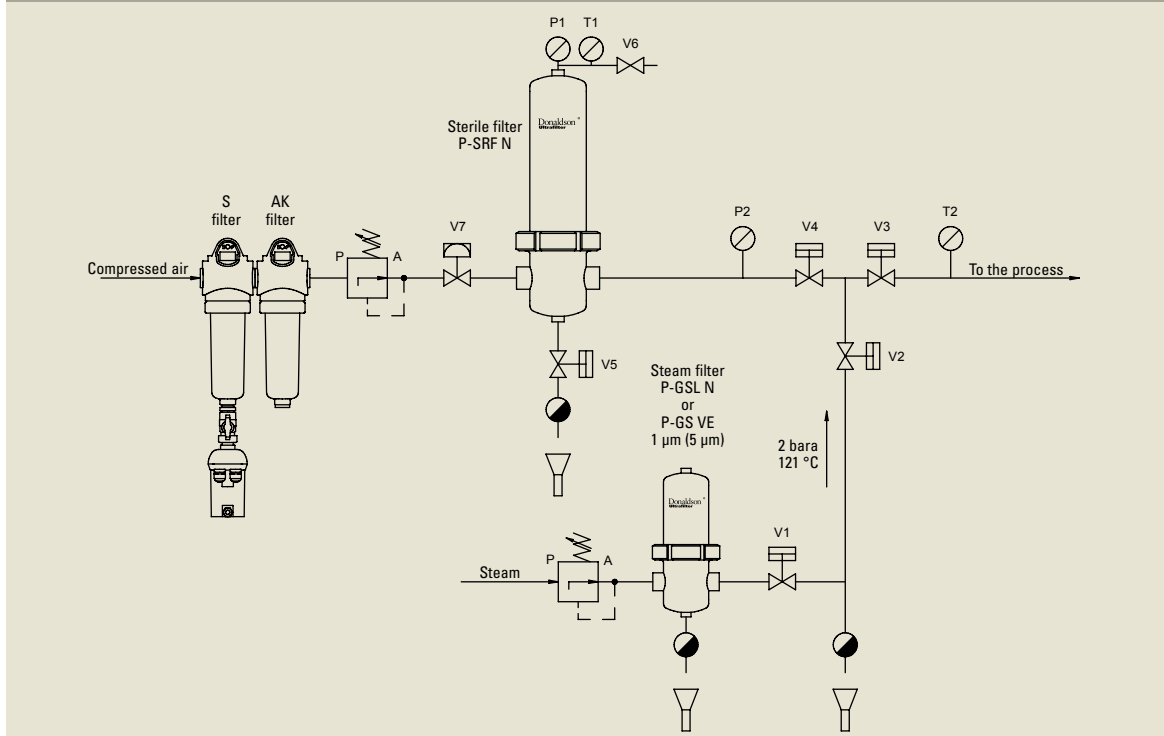 P1
T1
V6
Sterile filter
P-SRF N
Donaldson
Ultrafilter
S
filter
AK
filter
P
A
V7
P2
V4
V3
T2
Compressed air
To the process
V5
V2
Steam filter
P-GSL N
or
P-GS VE
1 µm (5 µm)
2 bara
121 °C
Donaldson
Ultrafilter
V1
P
A
Steam